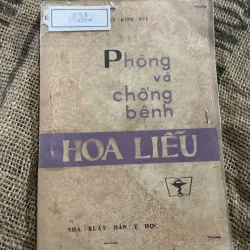 Phòng
và
chống
bệnh
HOA LIỄU
NHÀ XUẤT BẢN Y HỌC